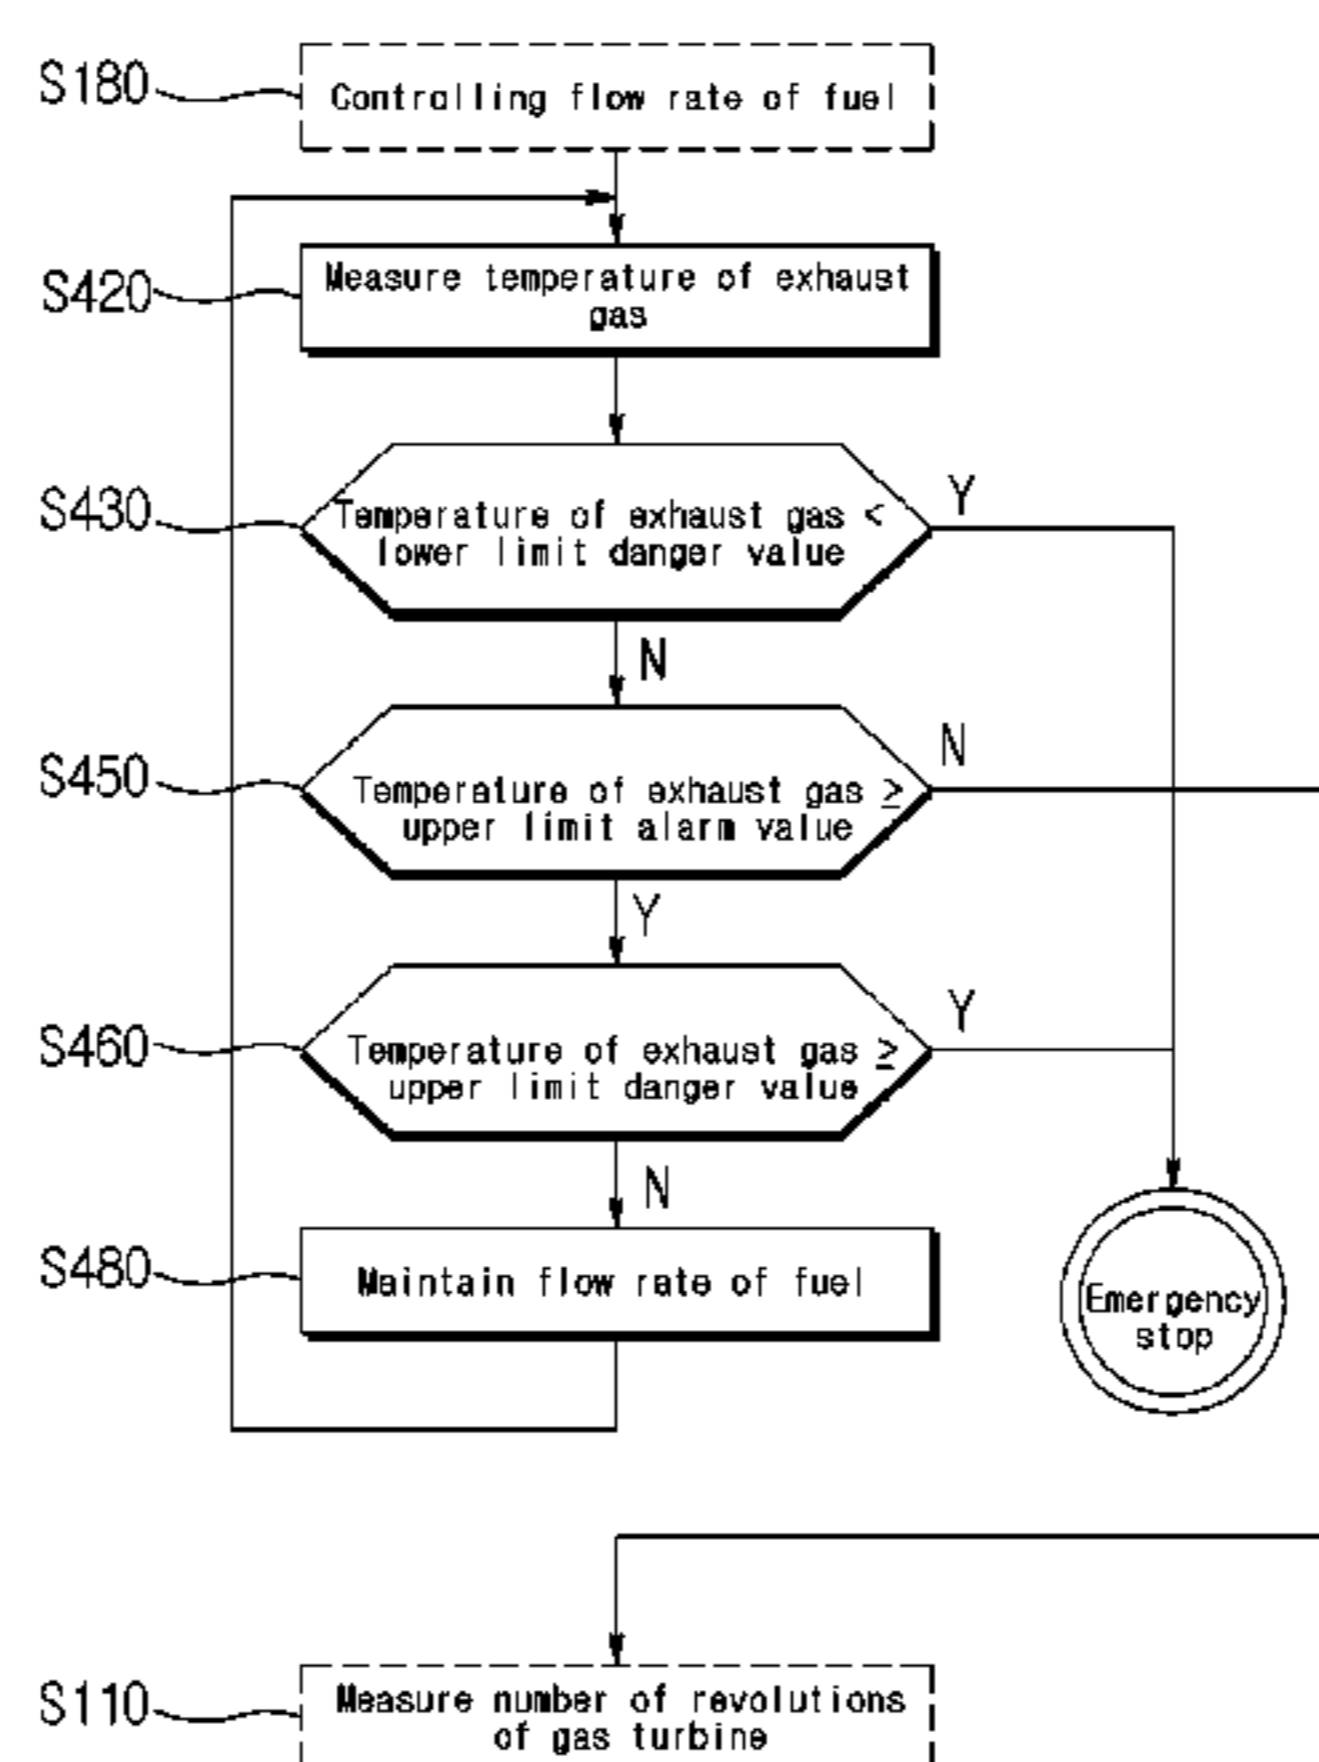 S180
Controlling flow rate of fuel
S420
Measure temperature of exhaust
gas
S430
Temperature of exhaust gas <
lower limit danger value
Y
N
S450
Temperature of exhaust gas ≥
upper limit alarm value
N
Y
S460
Temperature of exhaust gas ≥
upper limit danger value
Y
N
S480
Maintain flow rate of fuel
Emergency
stop
S110
Measure number of revolutions
of gas turbine